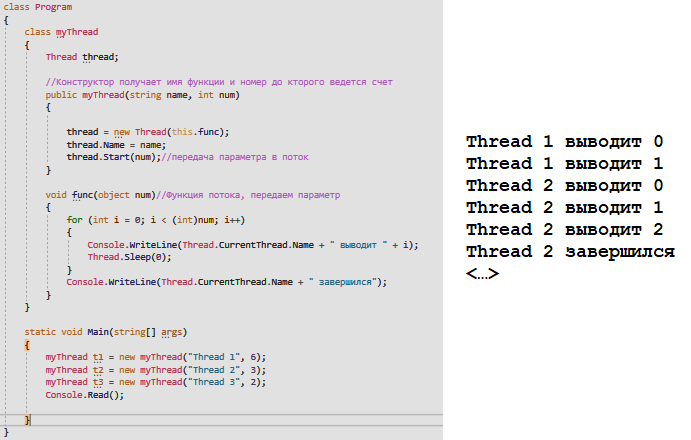 class Program
{
class myThread
{
Thread thread;
//Конструктор получает имя функции и номер до кторого ведется счет
public myThread(string name, int num)
{
thread = new Thread(this.func);
thread.Name = name;
thread.Start(num);//передача параметра в поток
}
void func(object num)//Функция потока, передаем параметр
{
for (int i = 0; i < (int)num; i++)
{
Console.WriteLine(Thread.CurrentThread.Name + " выводит " + i);
Thread.Sleep(0);
}
Console.WriteLine(Thread.CurrentThread.Name + " завершился");
}
}
static void Main(string[] args)
{
myThread t1 = new myThread("Thread 1", 6);
myThread t2 = new myThread("Thread 2", 3);
myThread t3 = new myThread("Thread 3", 2);
Console.Read();
}
}
Thread 1 выводит 0
Thread 1 выводит 1
Thread 2 выводит 0
Thread 2 выводит 1
Thread 2 выводит 2
Thread 2 завершился
<…>